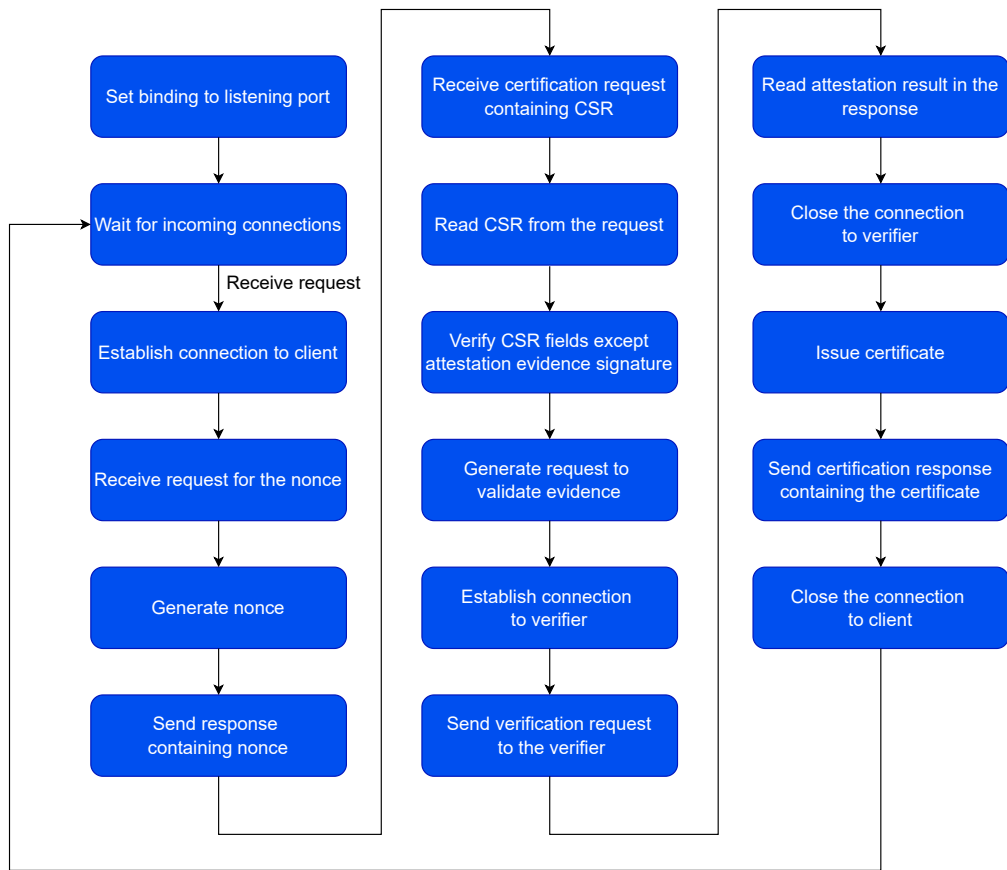 Set binding to listening port
Wait for incoming connections
Receive request
Establish connection to client
Receive request for the nonce
Generate nonce
Send response
containing nonce
Receive certification request
containing CSR
Read CSR from the request
Verify CSR fields except
attestation evidence signature
Generate request to
validate evidence
Establish connection
to verifier
Send verification request
to the verifier
Read attestation result in the
response
Close the connection
to verifier
Issue certificate
Send certification response
containing the certificate
Close the connection
to client